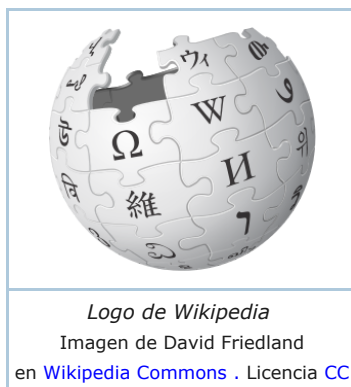 ウィ
Ω W
維 И
Logo de Wikipedia
Imagen de David Friedland
en Wikipedia Commons . Licencia CC